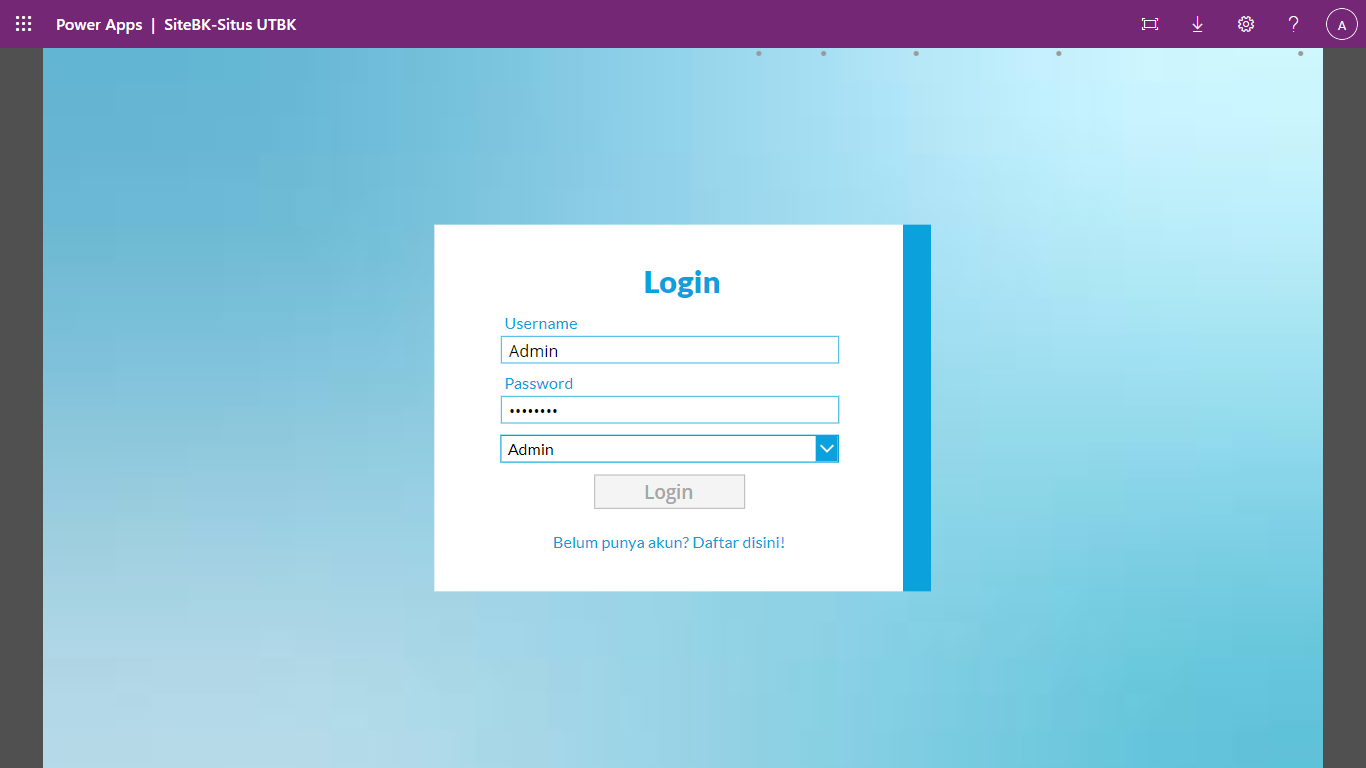 Power Apps | SiteBK-Situs UTBK
?
A
Login
Username
Admin
Password
••••••••
Admin
Login
Belum punya akun? Daftar disini!